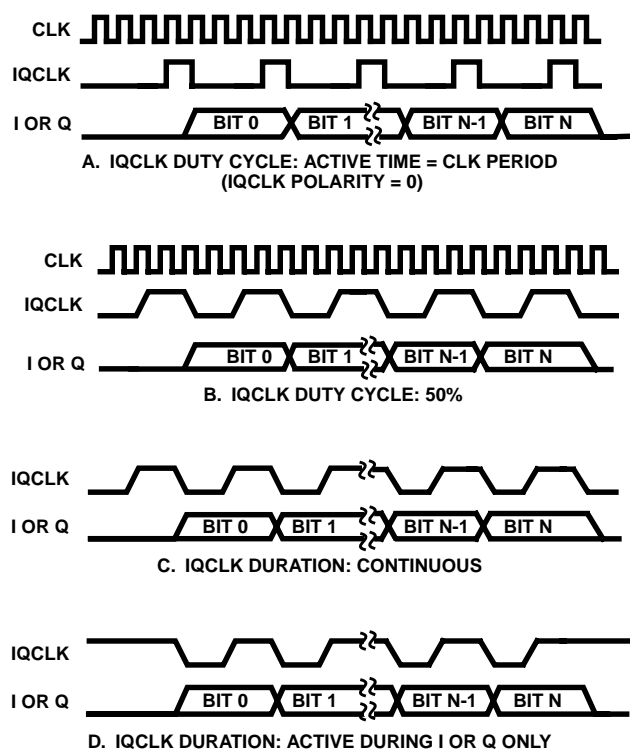 CLK
IQCLK
I OR Q BIT 0 BIT 1 BIT N-1 BIT N
A. IQCLK DUTY CYCLE: ACTIVE TIME = CLK PERIOD
(IQCLK POLARITY = 0)
CLK
IQCLK
I OR Q BIT 0 BIT 1 BIT N-1 BIT N
B. IQCLK DUTY CYCLE: 50%
IQCLK
I OR Q BIT 0 BIT 1 BIT N-1 BIT N
C. IQCLK DURATION: CONTINUOUS
IQCLK
I OR Q BIT 0 BIT 1 BIT N-1 BIT N
D. IQCLK DURATION: ACTIVE DURING I OR Q ONLY